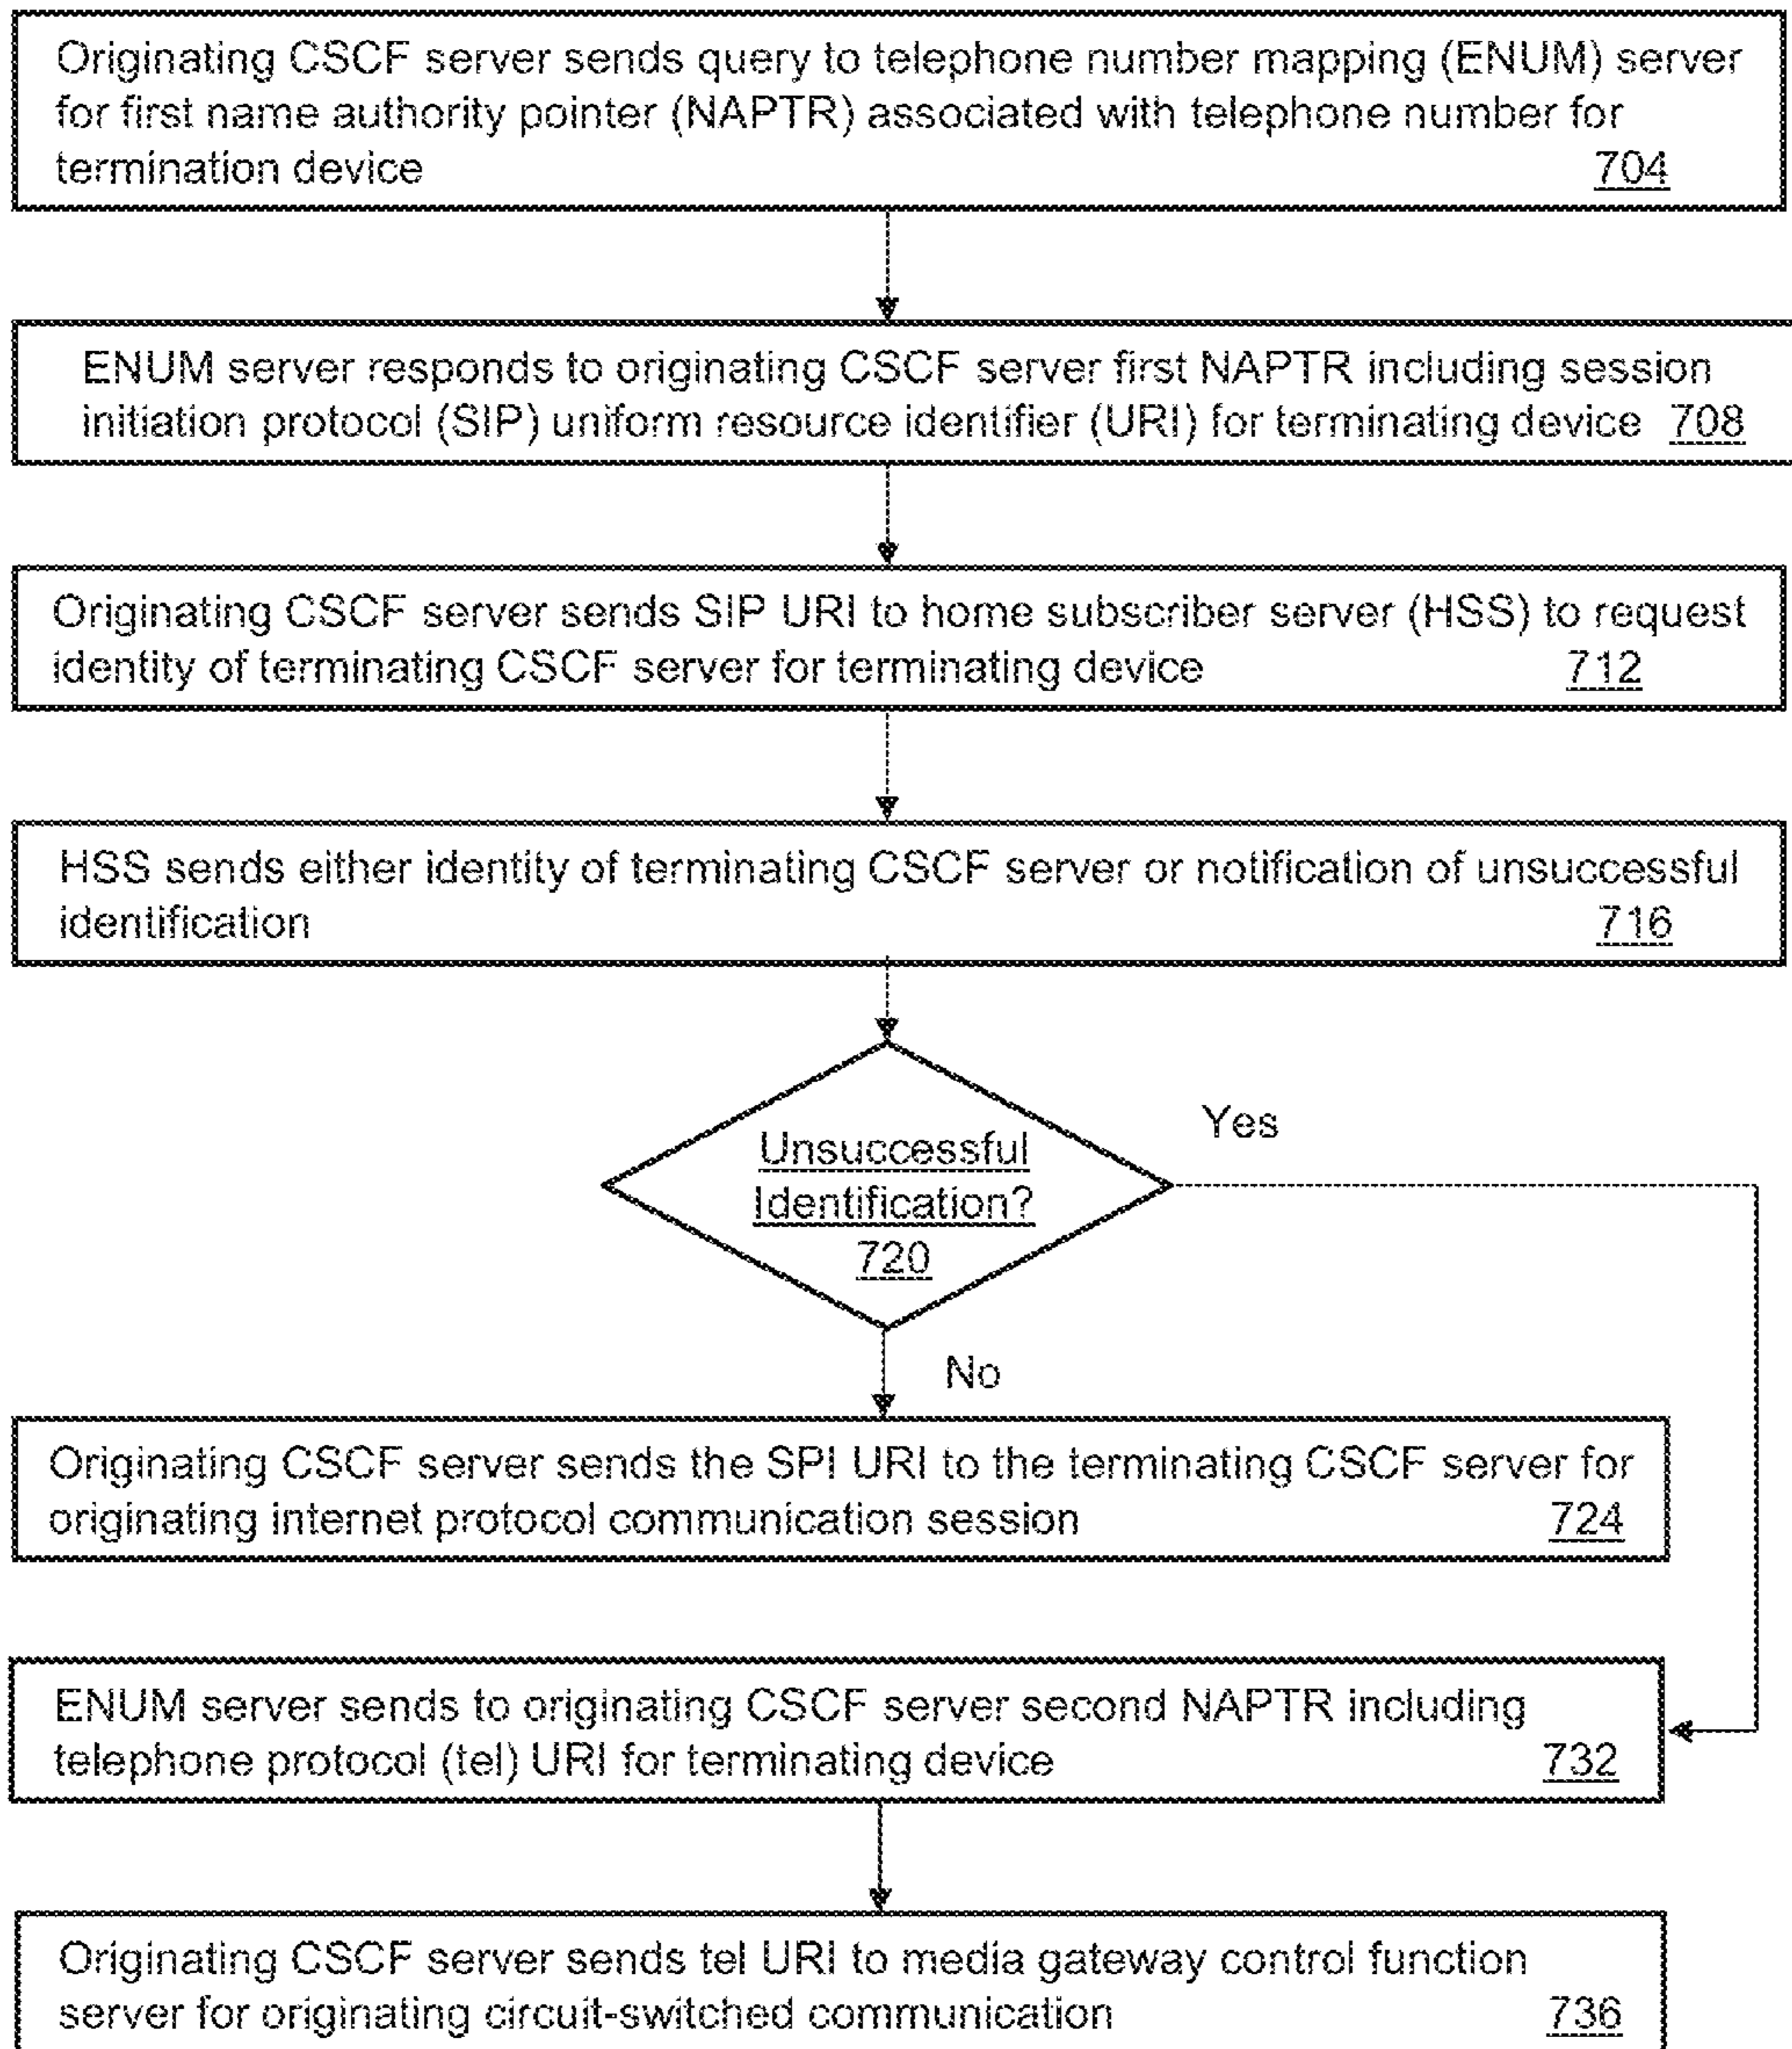 Originating CSCF server sends query to telephone number mapping (ENUM) server
for first name authority pointer (NAPTR) associated with telephone number for
termination device 704
ENUM server responds to originating CSCF server first NAPTR including session
initiation protocol (SIP) uniform resource identifier (URI) for terminating device 708
Originating CSCF server sends SIP URI to home subscriber server (HSS) to request
identity of terminating CSCF server for terminating device 712
HSS sends either identity of terminating CSCF server or notification of unsuccessful
identification 716
Yes
Unsuccessful
Identification?
720
No
Originating CSCF server sends the SPI URI to the terminating CSCF server for
originating internet protocol communication session 724
ENUM server sends to originating CSCF server second NAPTR including
telephone protocol (tel) URI for terminating device 732
Originating CSCF server sends tel URI to media gateway control function
server for originating circuit-switched communication 736